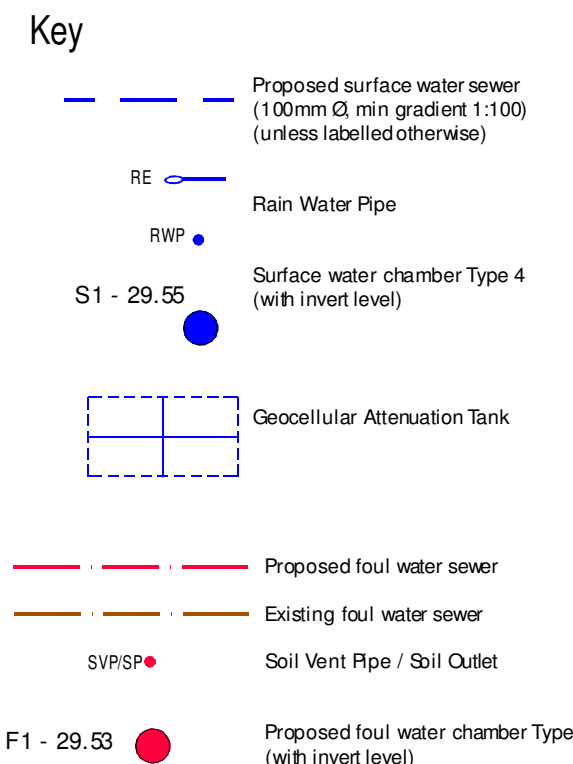 Key
Proposed surface water sewer
(100mm Ø, min gradient 1:100)
(unless labelled otherwise)
RE
Rain Water Pipe
RWP
Surface water chamber Type 4
S1 - 29.55
(with invert level)
Geocellular Attenuation Tank
Proposed foul water sewer
Existing foul water sewer
SVP/SP
Soil Vent Pipe / Soil Outlet
F1 - 29.53
Proposed foul water chamber Type
(with invert level)